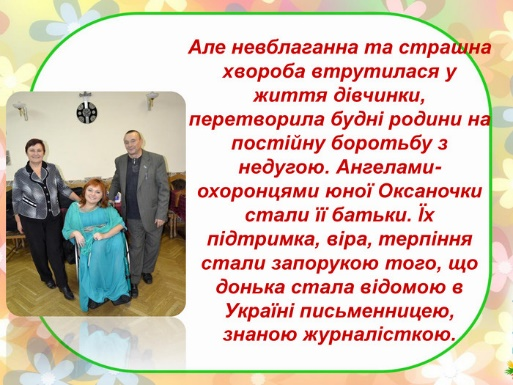 Але невблаганна та страшна
хвороба втрутилася у
життя дівчинки,
перетворила будні родини на
постійну боротьбу з
недугою. Ангелами-
охоронцями юної Оксаночки
стали її батьки. Їх
підтримка, віра, терпіння
стали запорукою того, що
донька стала відомою в
Україні письменницею,
знаною журналісткою.